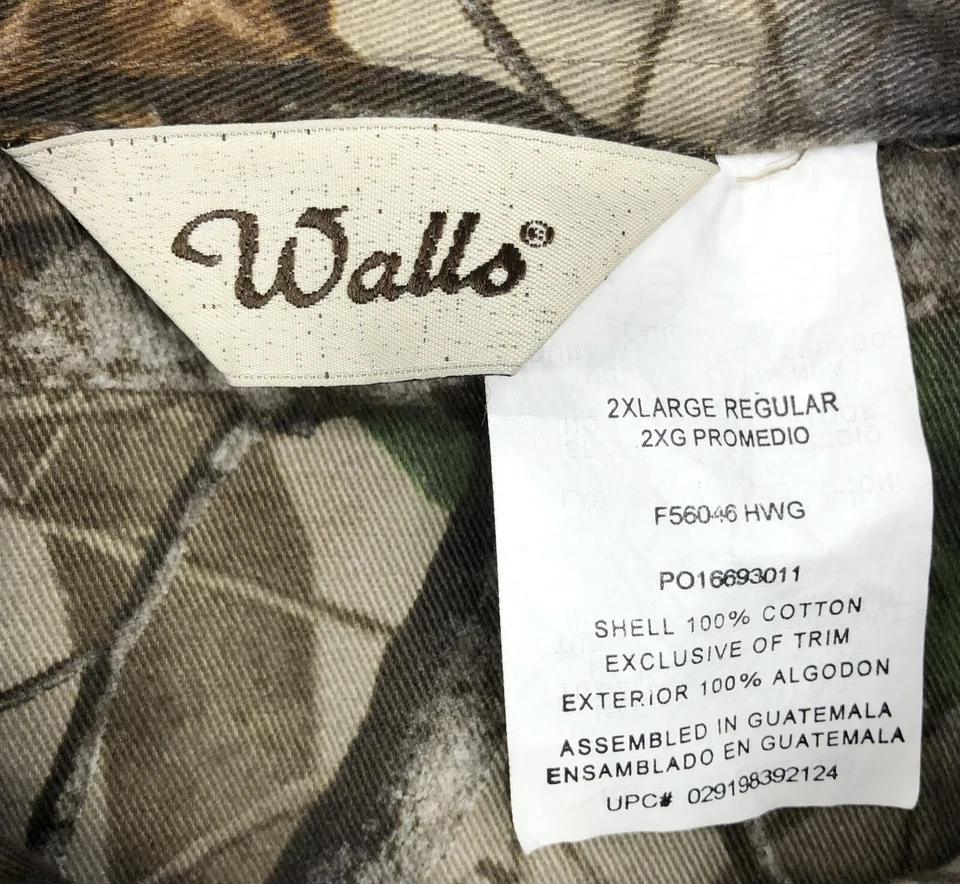 Walls®
2XLARGE REGULAR
2XG PROMEDIO
F56046 HWG
PO16693011
SHELL 100% COTTON
EXCLUSIVE OF TRIM
EXTERIOR 100% ALGODON
ASSEMBLED IN GUATEMALA
ENSAMBLADO EN GUATEMALA
UPC# 029198392124